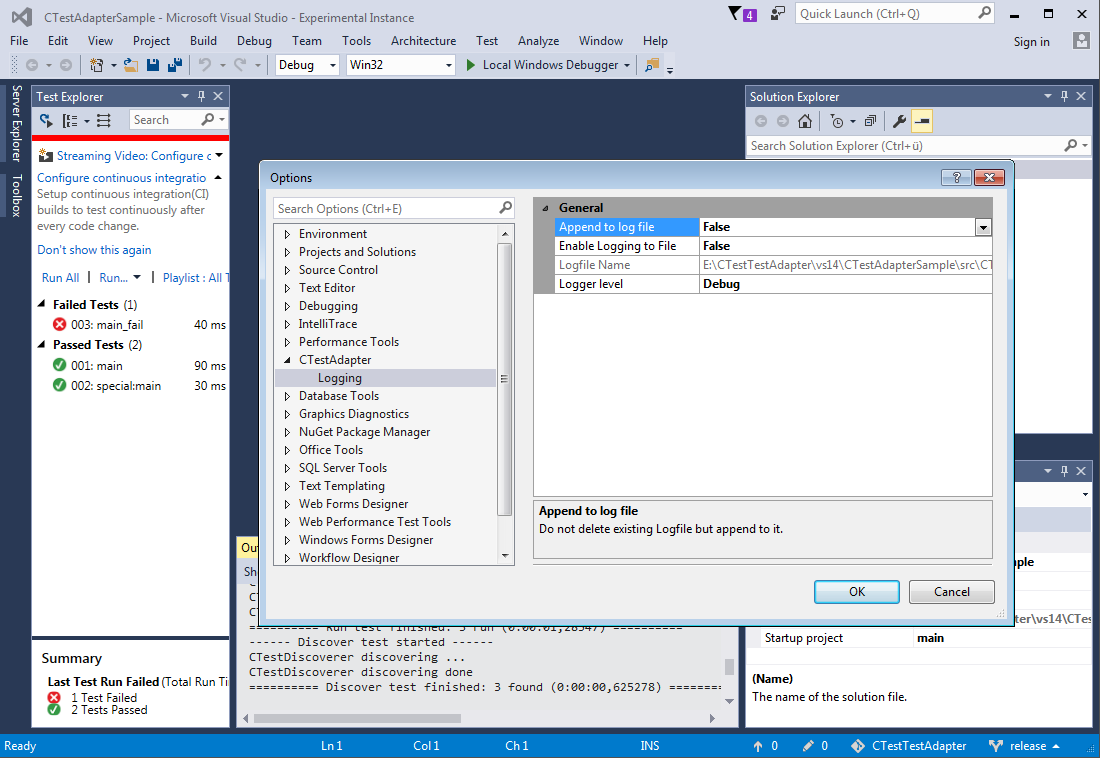 CTestAdapterSample - Microsoft Visual Studio - Experimental Instance
4
Quick Launch (Ctrl+Q)
File Edit View Project Build Debug Team Tools Architecture Test Analyze Window Help
Sign in
Debug Win32 Local Windows Debugger
Server Explorer
Toolbox
Test Explorer
Search
Streaming Video: Configure c
Configure continuous integratio
Setup continuous integration(CI)
builds to test continuously after
every code change.
Don't show this again
Run All | Run... | Playlist : All T
Failed Tests (1)
003: main_fail 40 ms
Passed Tests (2)
001: main 90 ms
002: special:main 30 ms
Summary
Last Test Run Failed (Total Run Ti
1 Test Failed
2 Tests Passed
Solution Explorer
Search Solution Explorer (Ctrl+ü)
Options
Search Options (Ctrl+E)
Environment
Projects and Solutions
Source Control
Text Editor
Debugging
IntelliTrace
Performance Tools
CTestAdapter
Logging
Database Tools
Graphics Diagnostics
NuGet Package Manager
Office Tools
SQL Server Tools
Text Templating
Web Forms Designer
Web Performance Test Tools
Windows Forms Designer
Workflow Designer
General
Append to log file False
Enable Logging to File False
Logfile Name E:\CTestTestAdapter\vs14\CTestAdapterSample\src\CT
Logger level Debug
Append to log file
Do not delete existing Logfile but append to it.
OK Cancel
Ou
Sh
========== Run test finished: 3 run (0:00:01,28547) ==========
------ Discover test started ------
CTestDiscoverer discovering ...
CTestDiscoverer discovering done
========== Discover test finished: 3 found (0:00:00,625278) ========
mple
ter\vs14\CTes
Startup project main
(Name)
The name of the solution file.
Ready Ln 1 Col 1 Ch 1 INS 0 0 CTestTestAdapter release